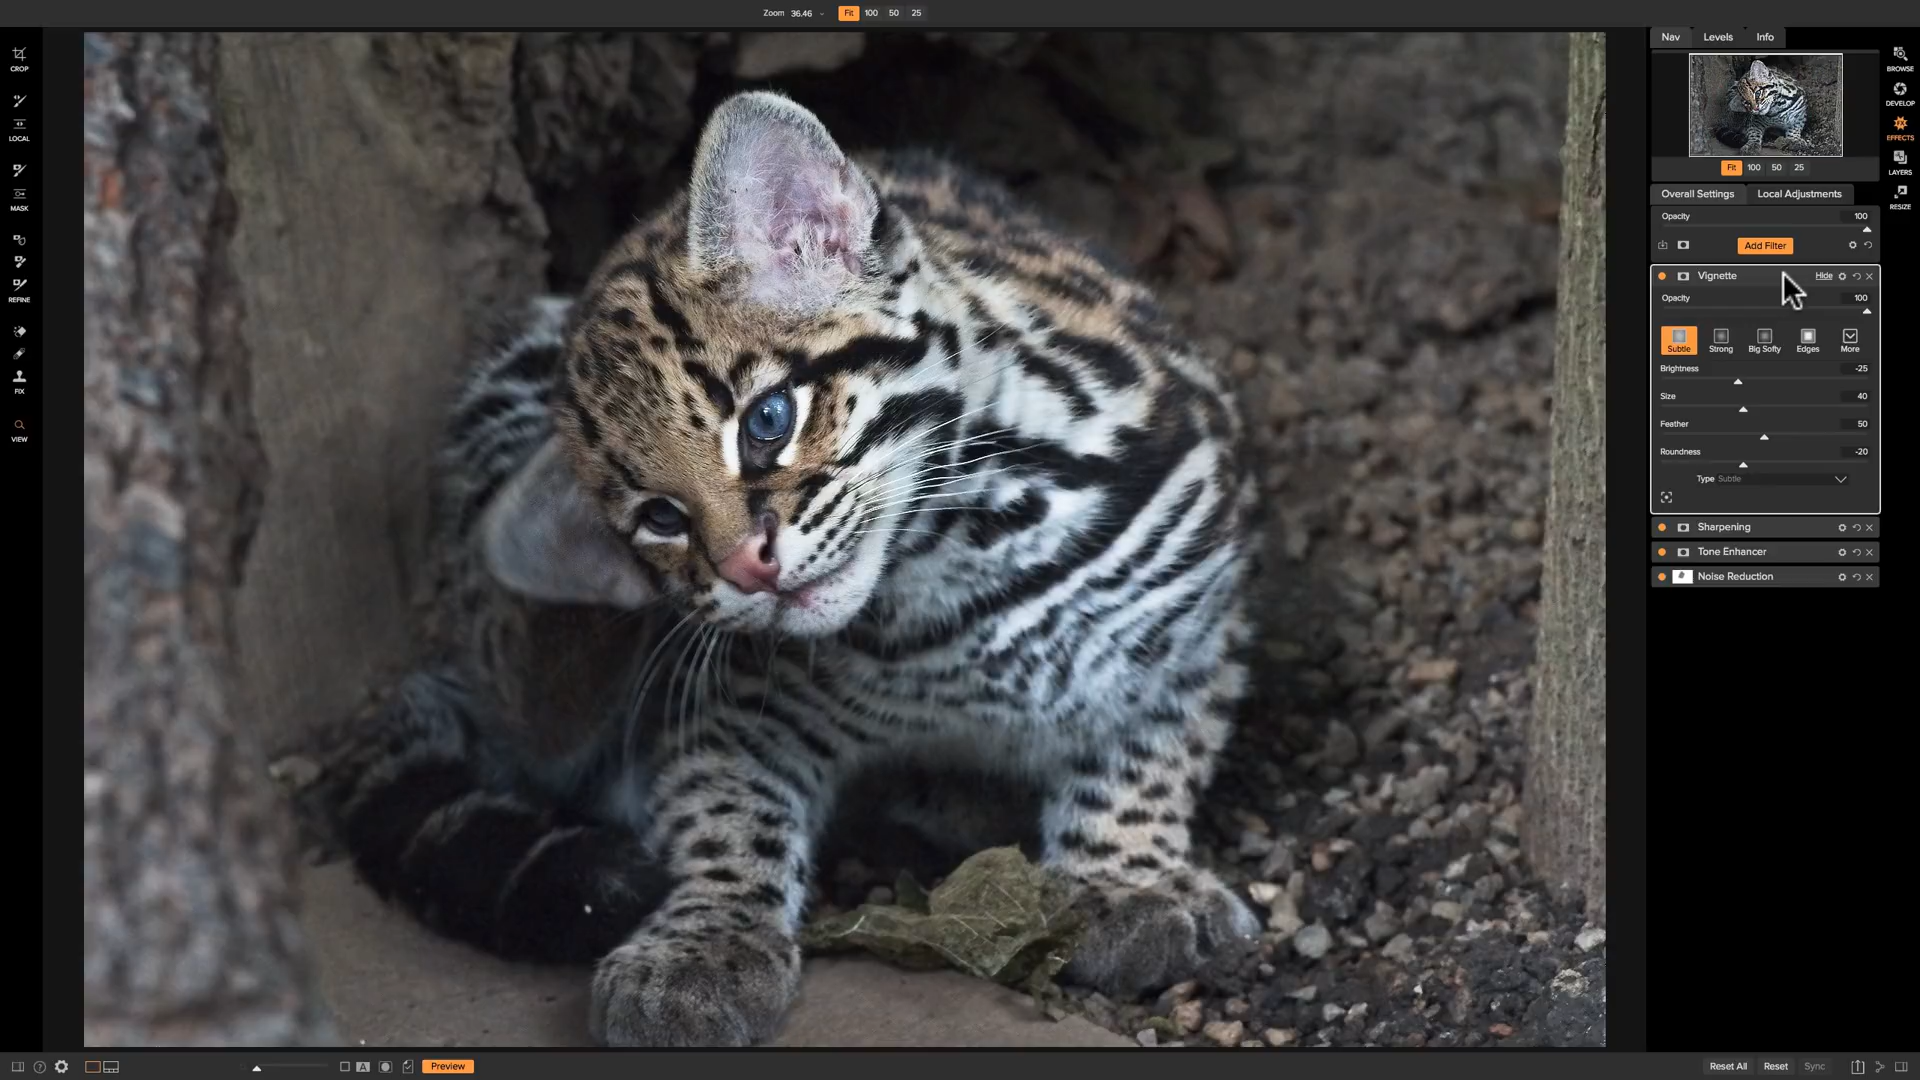 Zoom 36.46 Fit 100 50 25
CROP
LOCAL
MASK
REFINE
FIX
VIEW
Nav Levels Info
Fit 100 50 25
BROWSE
DEVELOP
EFFECTS
LAYERS
RESIZE
Overall Settings Local Adjustments
Opacity 100
Add Filter
Vignette Hide
Opacity 100
Subtle Strong Big Softy Edges More
Brightness -25
Size 40
Feather 50
Roundness -20
Type Subtle
Sharpening
Tone Enhancer
Noise Reduction
? A Preview
Reset All Reset Sync